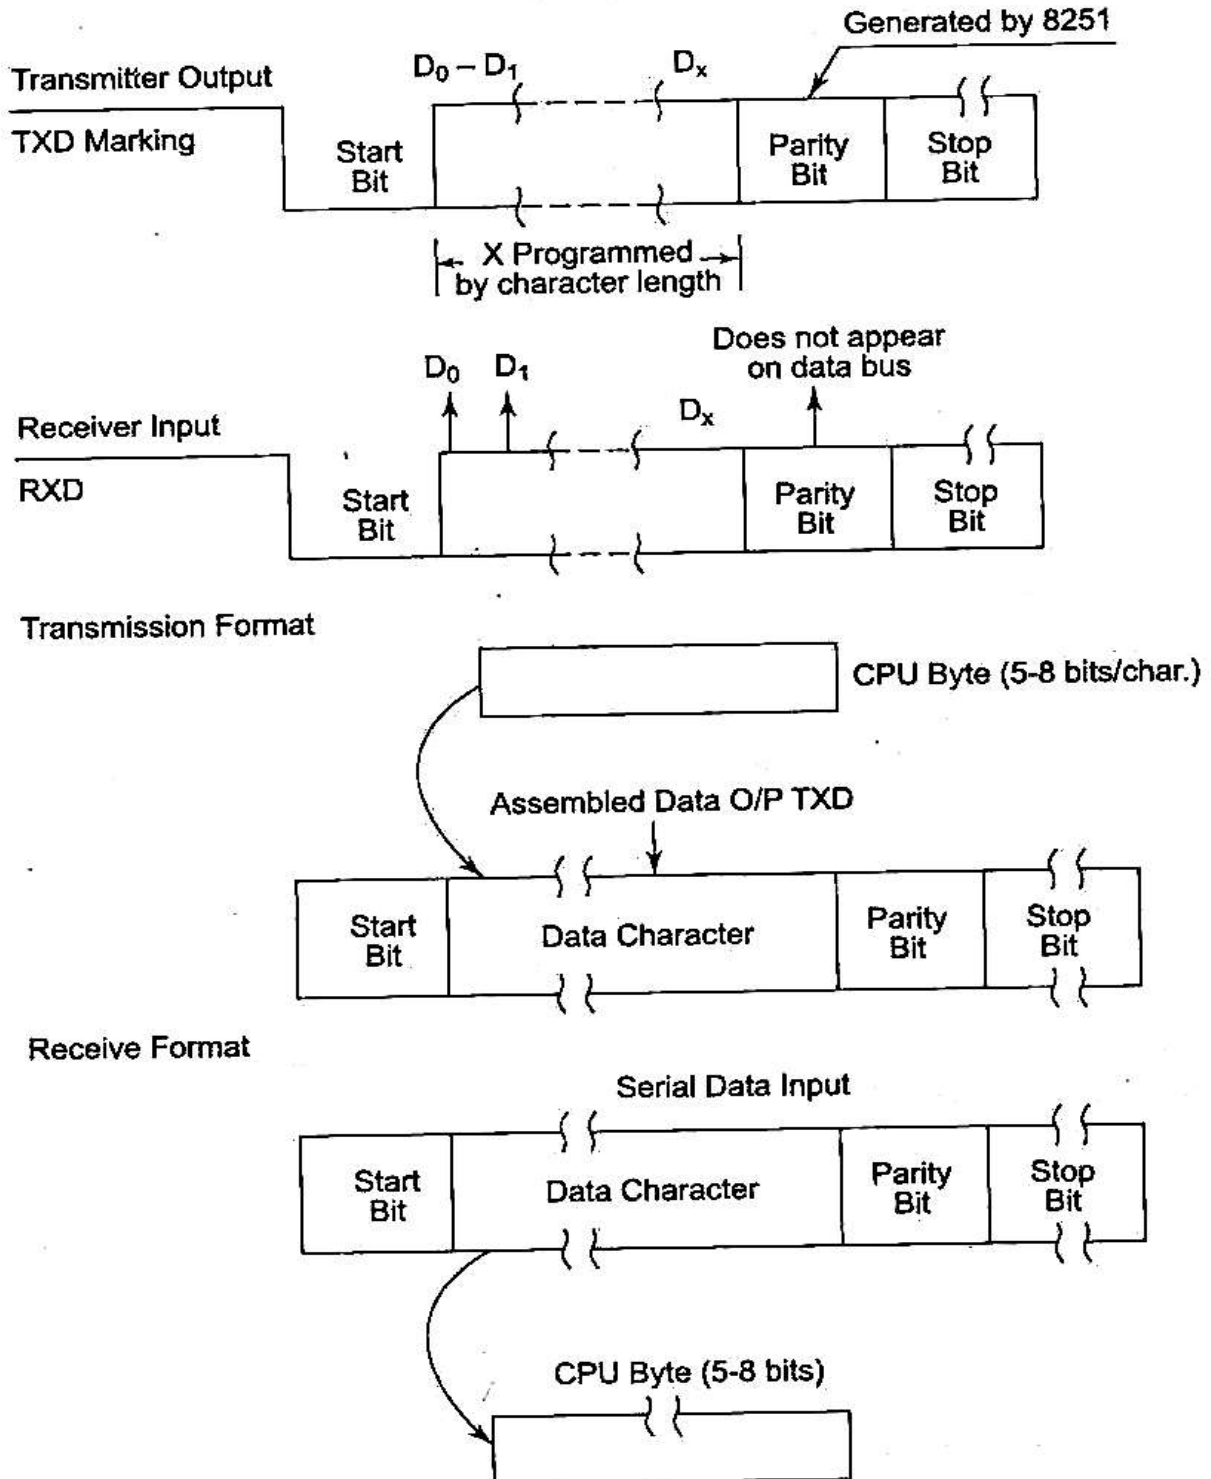 Generated by 8251
Transmitter Output
D₀ – D₁
Dₓ
TXD Marking
Start
Bit
Parity
Bit
Stop
Bit
X Programmed
by character length
Does not appear
on data bus
D₀
D₁
Dₓ
Receiver Input
RXD
Start
Bit
Parity
Bit
Stop
Bit
Transmission Format
CPU Byte (5-8 bits/char.)
Assembled Data O/P TXD
Start
Bit
Data Character
Parity
Bit
Stop
Bit
Receive Format
Serial Data Input
Start
Bit
Data Character
Parity
Bit
Stop
Bit
CPU Byte (5-8 bits)